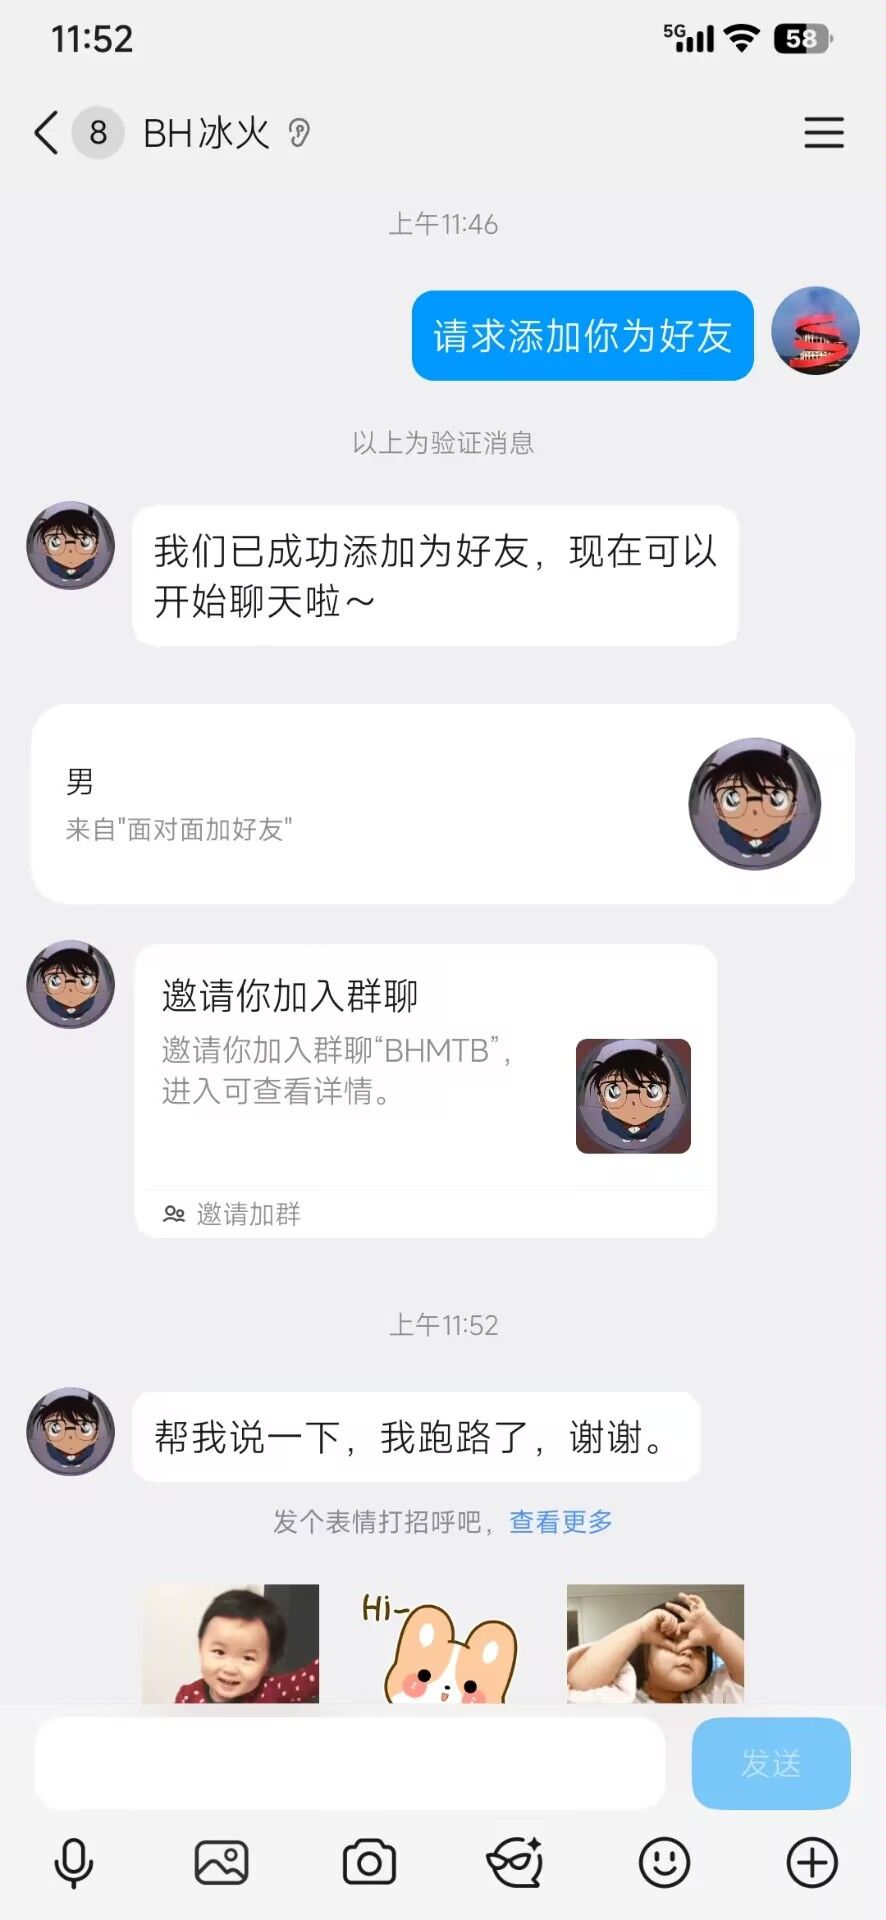 11:52
5G
58
8
BH冰火
上午11:46
请求添加你为好友
以上为验证消息
我们已成功添加为好友，现在可以
开始聊天啦～
男
来自"面对面加好友"
邀请你加入群聊
邀请你加入群聊“BHMTB”，
进入可查看详情。
邀请加群
上午11:52
帮我说一下，我跑路了，谢谢。
发个表情打招呼吧，查看更多
Hi~
发送